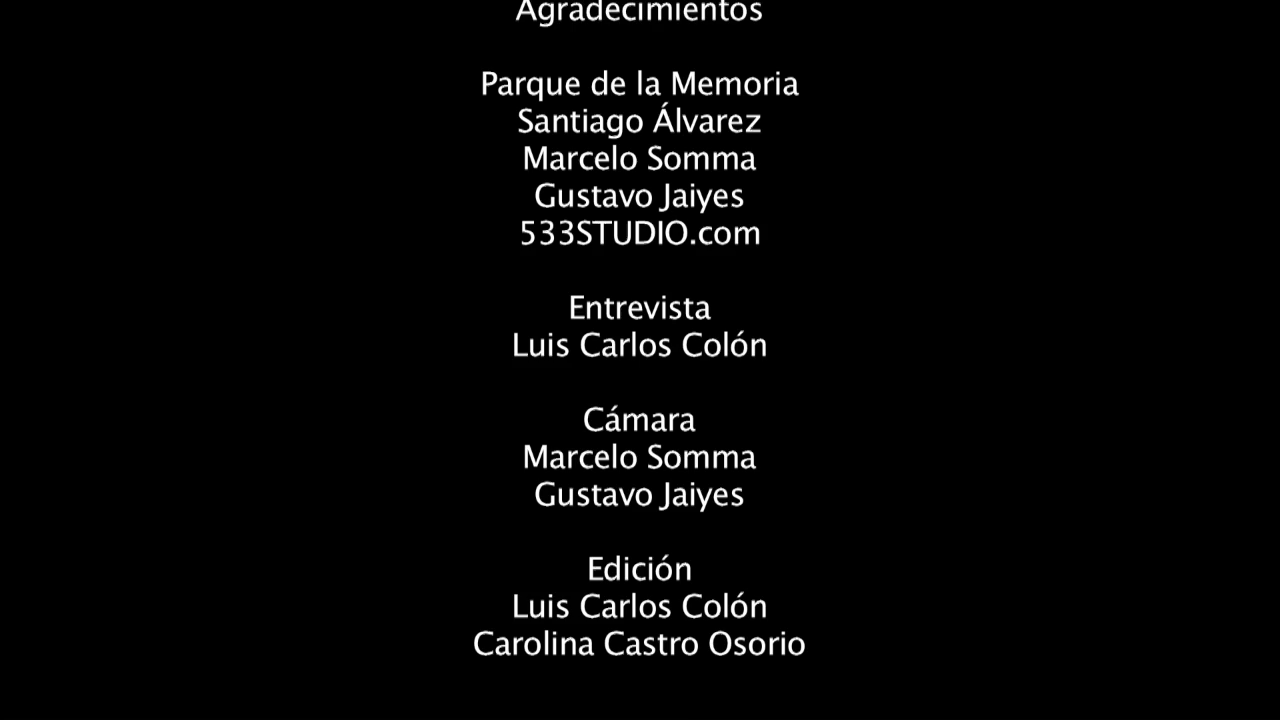 Agradecimientos
Parque de la Memoria
Santiago Álvarez
Marcelo Somma
Gustavo Jaiyes
533STUDIO.com
Entrevista
Luis Carlos Colón
Cámara
Marcelo Somma
Gustavo Jaiyes
Edición
Luis Carlos Colón
Carolina Castro Osorio